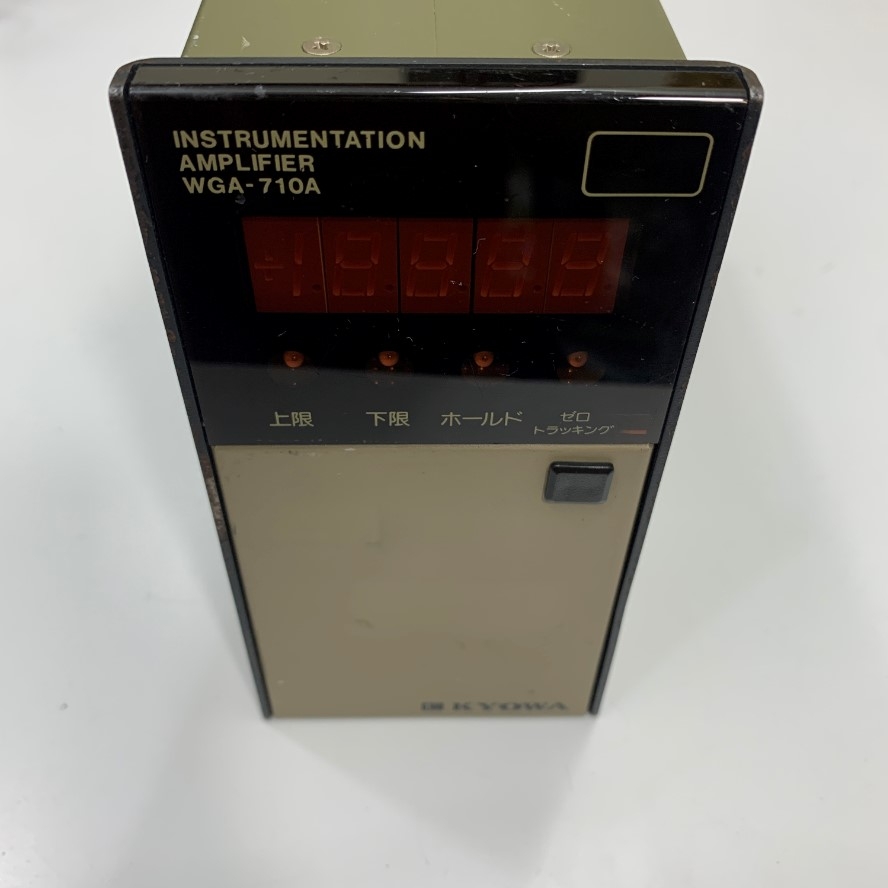 INSTRUMENTATION
AMPLIFIER
WGA-710A
上限 下限 ホールド ゼロ
トラッキング
KYOWA